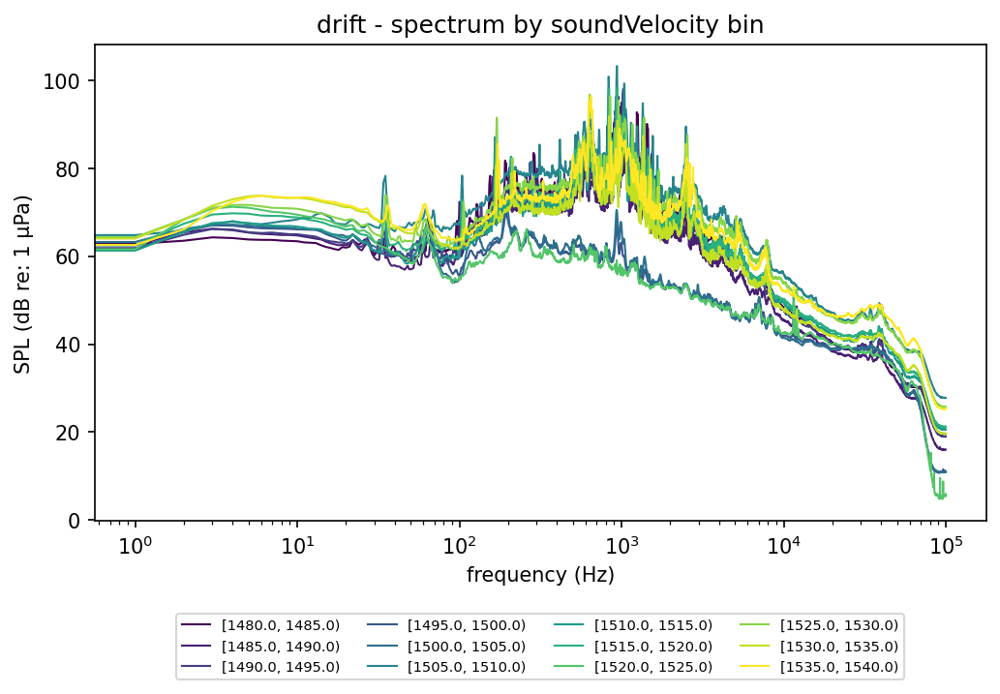 drift - spectrum by soundVelocity bin
SPL (dB re: 1 μPa)
100
80
60
40
20
0
10⁰ 10¹ 10² 10³ 10⁴ 10⁵
frequency (Hz)
[1480.0, 1485.0) [1495.0, 1500.0) [1510.0, 1515.0) [1525.0, 1530.0)
[1485.0, 1490.0) [1500.0, 1505.0) [1515.0, 1520.0) [1530.0, 1535.0)
[1490.0, 1495.0) [1505.0, 1510.0) [1520.0, 1525.0) [1535.0, 1540.0)